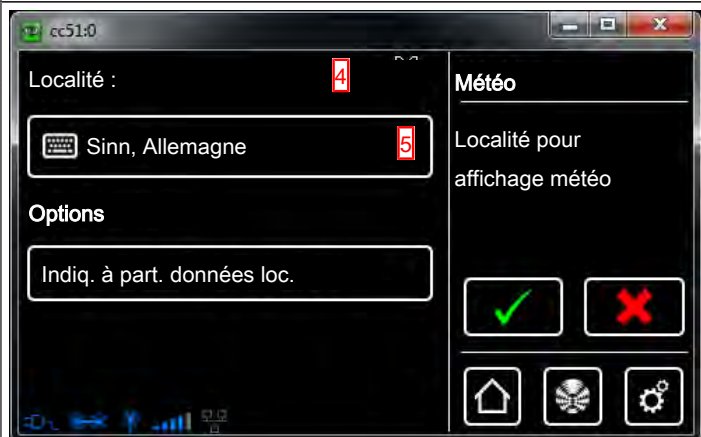 cc51:0
Localité :
4
Météo
Sinn, Allemagne
5
Localité pour
affichage météo
Options
Indiq. à part. données loc.